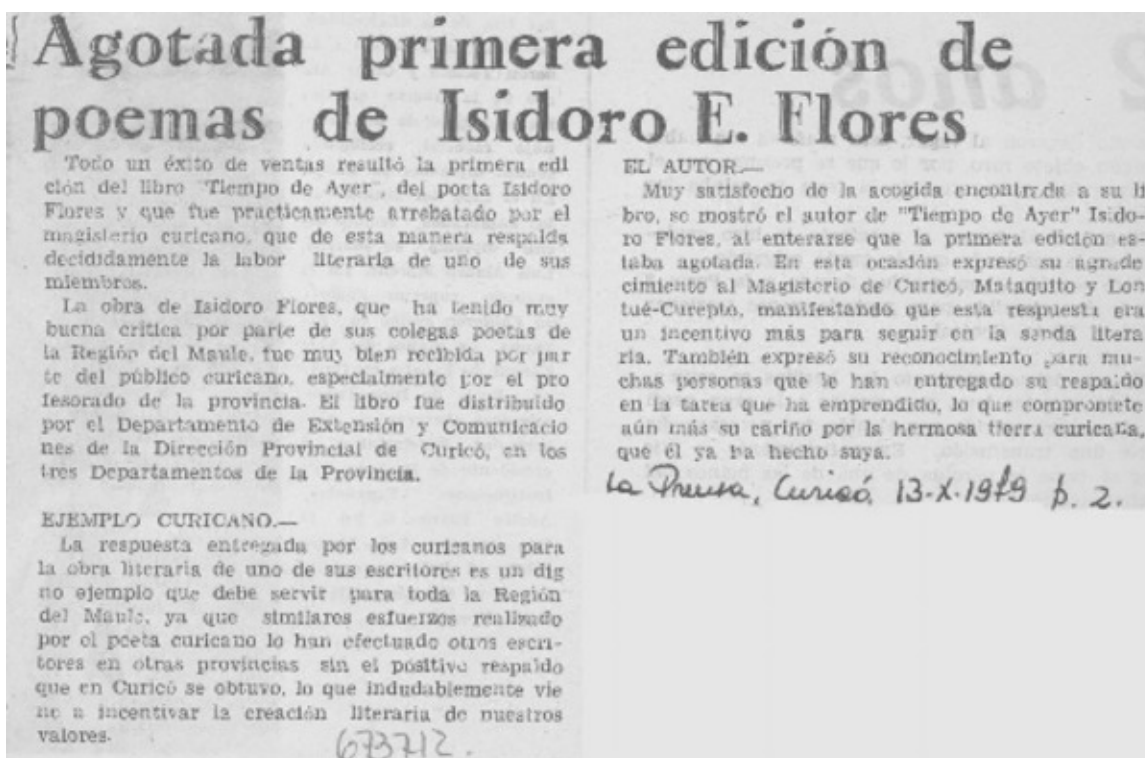 Agotada primera edición de
poemas de Isidoro E. Flores
Todo un éxito de ventas resultó la primera edi
ción del libro "Tiempo de Ayer", del poeta Isidoro
Flores y que fue practicamente arrebatado por el
magisterio curicano, que de esta manera respalda
decididamente la labor literaria de uno de sus
miembros.
La obra de Isidoro Flores, que ha tenido muy
buena crítica por parte de sus colegas poetas de
la Región del Maule, fue muy bien recibida por par
te del público curicano, especialmente por el pro
fesorado de la provincia. El libro fue distribuido
por el Departamento de Extensión y Comunicacio
nes de la Dirección Provincial de Curicó, en los
tres Departamentos de la Provincia.
EJEMPLO CURICANO.—
La respuesta entregada por los curicanos para
la obra literaria de uno de sus escritores es un dig
no ejemplo que debe servir para toda la Región
del Maule, ya que similares esfuerzos realizado
por el poeta curicano lo han efectuado otros escri-
tores en otras provincias sin el positivo respaldo
que en Curicó se obtuvo, lo que indudablemente vie
ne a incentivar la creación literaria de nuestros
valores.
673712.
EL AUTOR.—
Muy satisfecho de la acogida encontrada a su li
bro, se mostró el autor de "Tiempo de Ayer" Isido-
ro Flores, al enterarse que la primera edición es-
taba agotada. En esta ocasión expresó su agrade
cimiento al Magisterio de Curicó, Mataquito y Lon
tué-Curepto, manifestando que esta respuesta era
un incentivo más para seguir en la senda litera
ria. También expresó su reconocimiento para mu-
chas personas que le han entregado su respaldo
en la tarea que ha emprendido, lo que compromete
aún más su cariño por la hermosa tierra curicana,
que él ya ha hecho suya.
La Prensa, Curicó, 13-X-1979 p. 2.